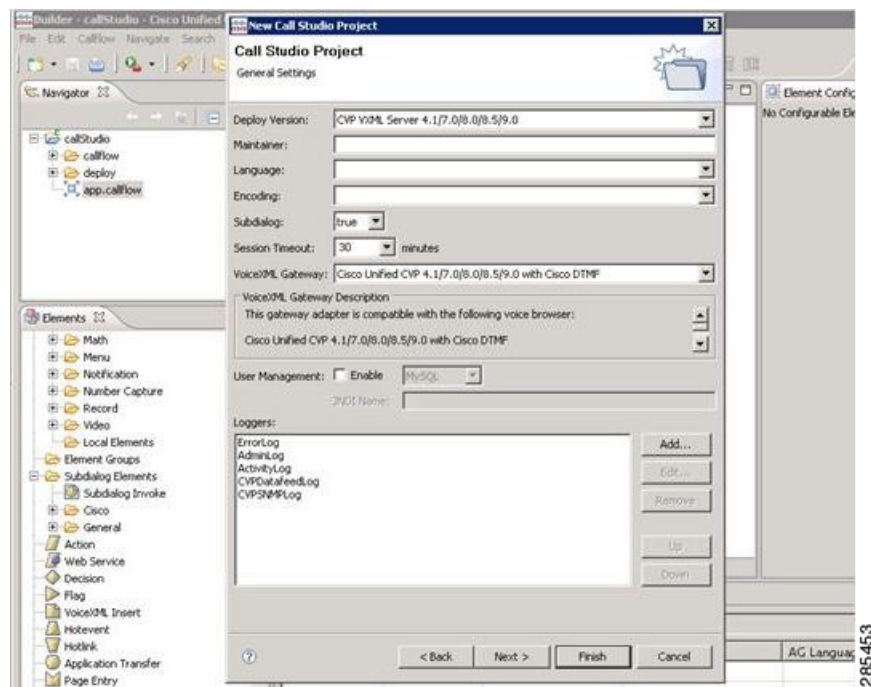 Builder - callStudio - Cisco Unified
File Edit Callflow Navigate Search
Navigator
callStudio
callflow
deploy
app.callflow
Elements
Math
Menu
Notification
Number Capture
Record
Video
Local Elements
Element Groups
Subdialog Elements
Subdialog Invoke
Cisco
General
Action
Web Service
Decision
Flag
VoiceXML Insert
Hotevent
Hotlink
Application Transfer
Page Entry
New Call Studio Project
Call Studio Project
General Settings
Deploy Version: CVP VXML Server 4.1/7.0/8.0/8.5/9.0
Maintainer:
Language:
Encoding:
Subdialog: true
Session Timeout: 30 minutes
VoiceXML Gateway: Cisco Unified CVP 4.1/7.0/8.0/8.5/9.0 with Cisco DTMF
VoiceXML Gateway Description
This gateway adapter is compatible with the following voice browser:
Cisco Unified CVP 4.1/7.0/8.0/8.5/9.0 with Cisco DTMF
User Management: Enable MySQL
JNDI Name:
Loggers:
ErrorLog
AdminLog
ActivityLog
CVPDatafeedLog
CVPSNMPLog
Add...
Edit...
Remove
Up
Down
< Back
Next >
Finish
Cancel
Element Config
No Configurable Ele
AG Languag
285453